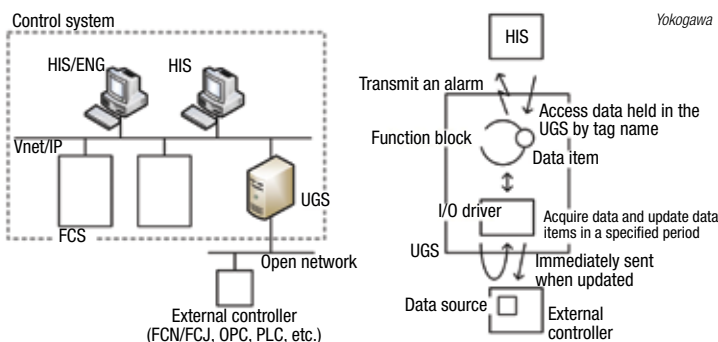 Control system
HIS/ENG
HIS
Vnet/IP
UGS
FCS
Open network
External controller
(FCN/FCJ, OPC, PLC, etc.)
Yokogawa
HIS
Transmit an alarm
Access data held in the
UGS by tag name
Function block
Data item
I/O driver
Acquire data and update data
items in a specified period
UGS
Immediately sent
when updated
Data source
External
controller